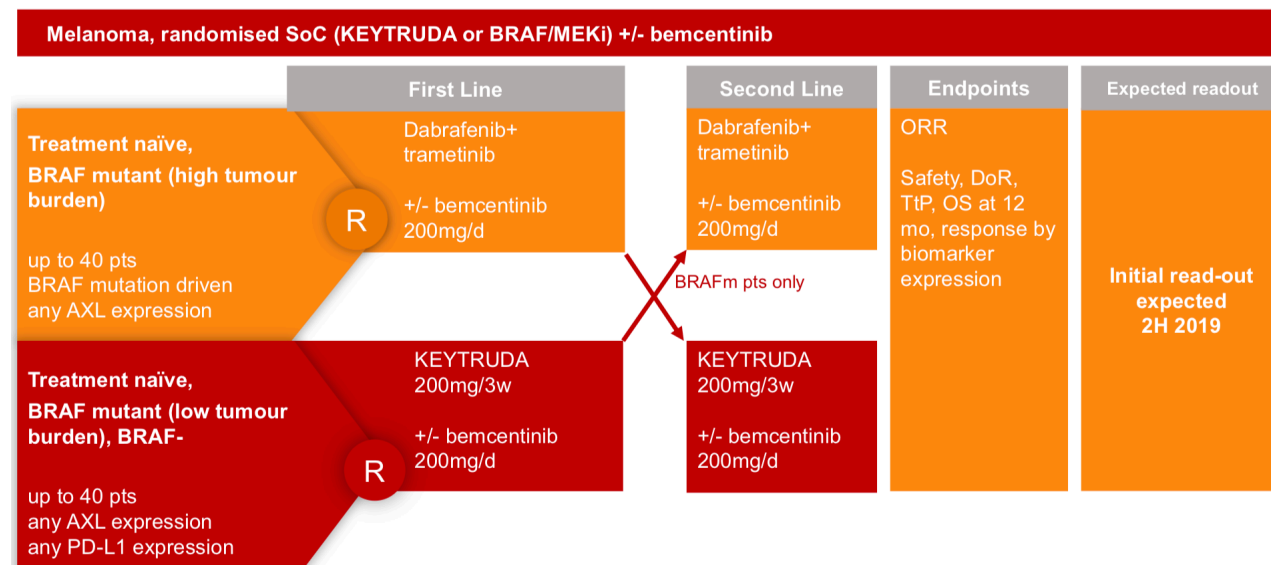 Melanoma, randomised SoC (KEYTRUDA or BRAF/MEKi) +/- bemcentinib
First Line
Second Line
Endpoints
Expected readout
Treatment naïve,
BRAF mutant (high tumour
burden)
up to 40 pts
BRAF mutation driven
any AXL expression
R
Dabrafenib+
trametinib
+/- bemcentinib
200mg/d
Dabrafenib+
trametinib
+/- bemcentinib
200mg/d
BRAFm pts only
ORR
Safety, DoR,
TtP, OS at 12
mo, response by
biomarker
expression
Initial read-out
expected
2H 2019
Treatment naïve,
BRAF mutant (low tumour
burden), BRAF-
up to 40 pts
any AXL expression
any PD-L1 expression
R
KEYTRUDA
200mg/3w
+/- bemcentinib
200mg/d
KEYTRUDA
200mg/3w
+/- bemcentinib
200mg/d